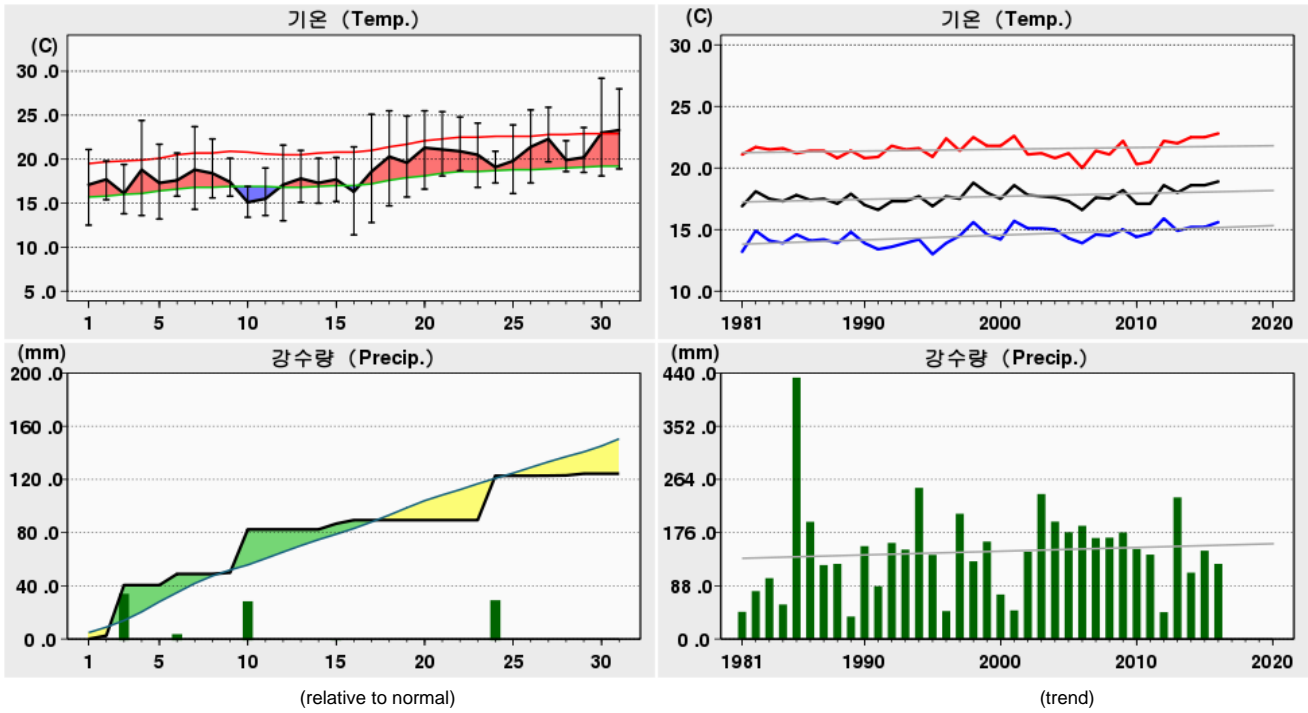 기온 (Temp.)
(C)
30 .0
25 .0
20 .0
15 .0
10 .0
5 .0
1 5 10 15 20 25 30
기온 (Temp.)
(C)
30 .0
25 .0
20 .0
15 .0
10 .0
1981 1990 2000 2010 2020
강수량 (Precip.)
(mm)
200 .0
160 .0
120 .0
80 .0
40 .0
0 .0
1 5 10 15 20 25 30
(relative to normal)
강수량 (Precip.)
(mm)
440 .0
352 .0
264 .0
176 .0
88 .0
0 .0
1981 1990 2000 2010 2020
(trend)